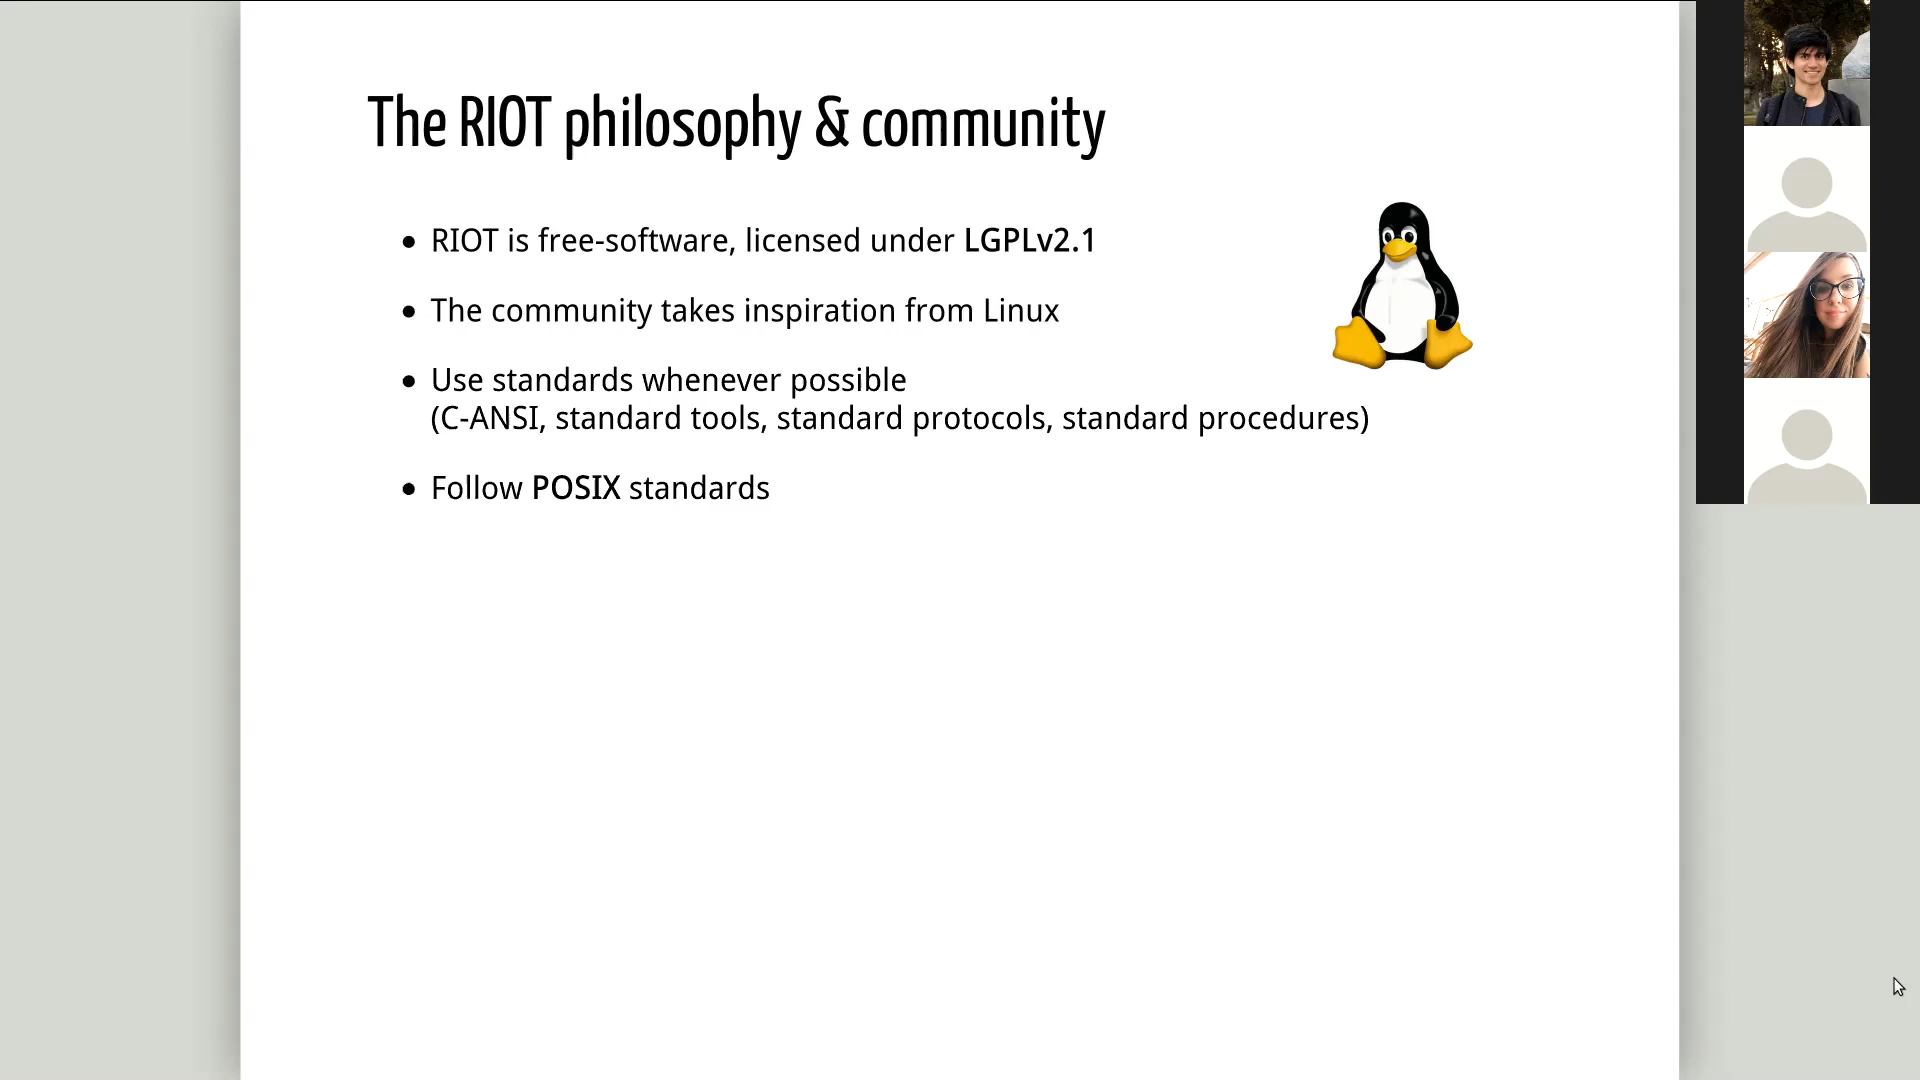 The RIOT philosophy & community
• RIOT is free-software, licensed under LGPLv2.1
• The community takes inspiration from Linux
• Use standards whenever possible
(C-ANSI, standard tools, standard protocols, standard procedures)
• Follow POSIX standards